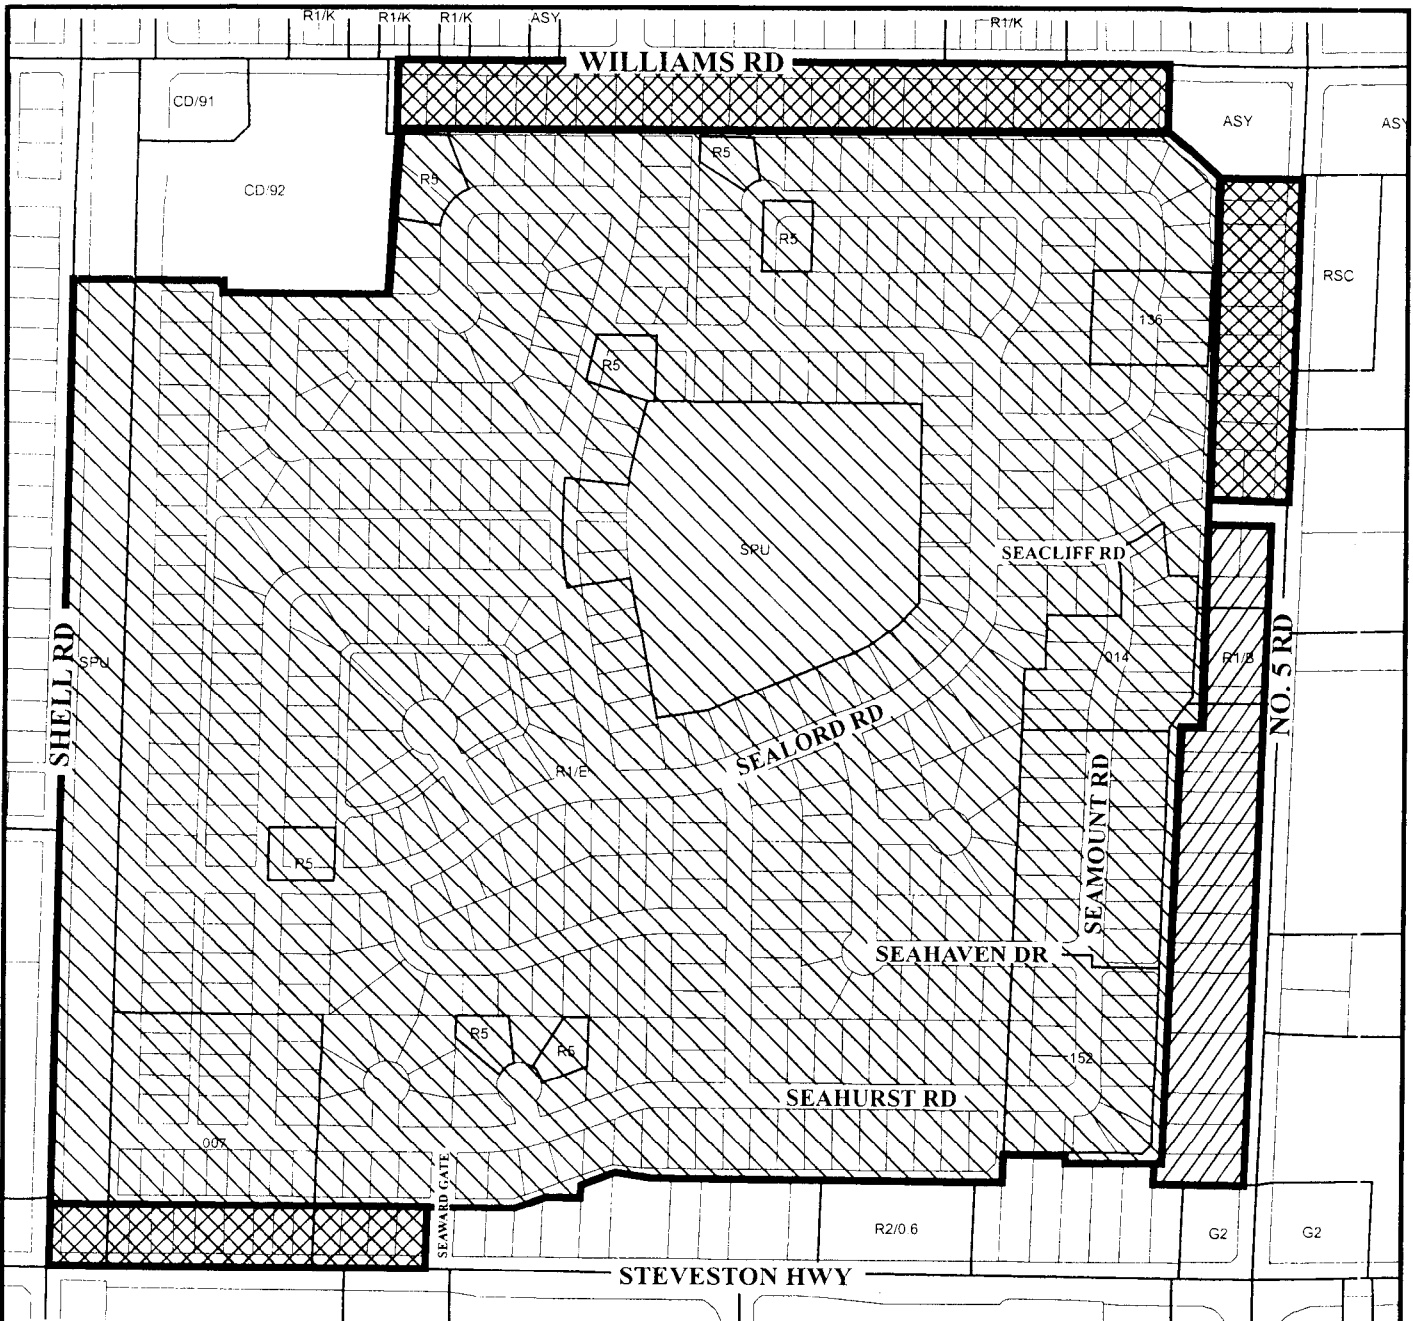 R1/K
R1/K
R1/K
ASY
R1/K
WILLIAMS RD
CD/91
ASY
ASY
R5
R5
CD/92
R5
RSC
136
R5
SPU
SEACLIFF RD
SHELL RD
SPU
014
R1/B
NO. 5 RD
SEALORD RD
R1/E
SEAMOUNT RD
R5
SEAHAVEN DR
R5
R5
152
SEAHURST RD
007
SEAWARD GATE
R2/0.6
G2
G2
STEVESTON HWY